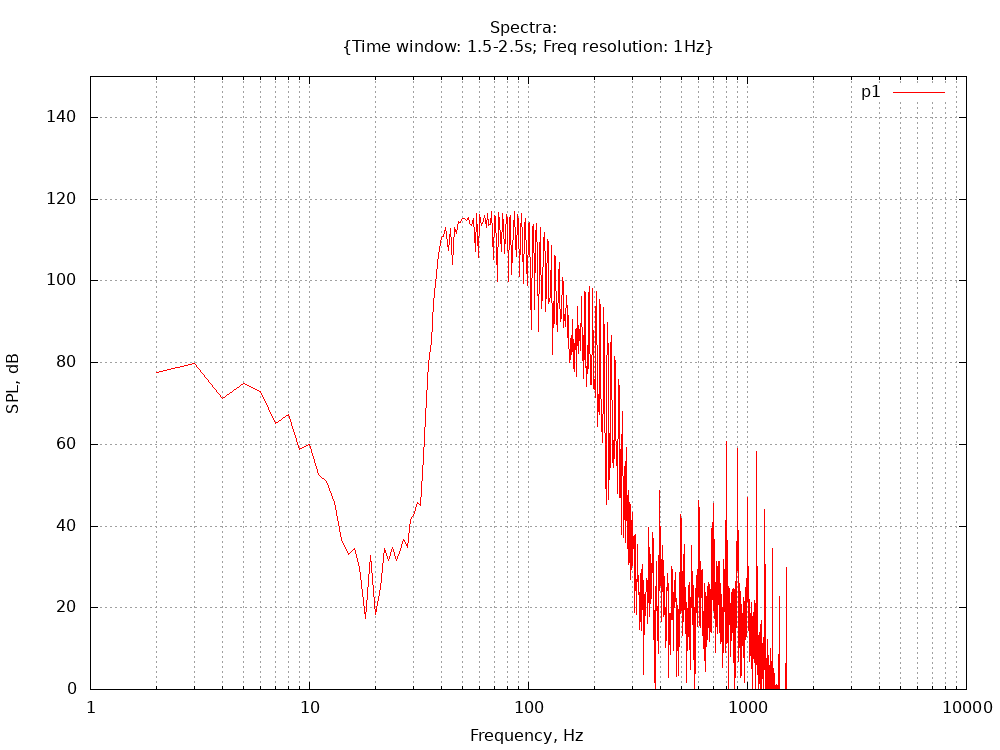 Spectra:
{Time window: 1.5-2.5s; Freq resolution: 1Hz}
p1
140
120
100
80
60
40
20
0
SPL, dB
1 10 100 1000 10000
Frequency, Hz